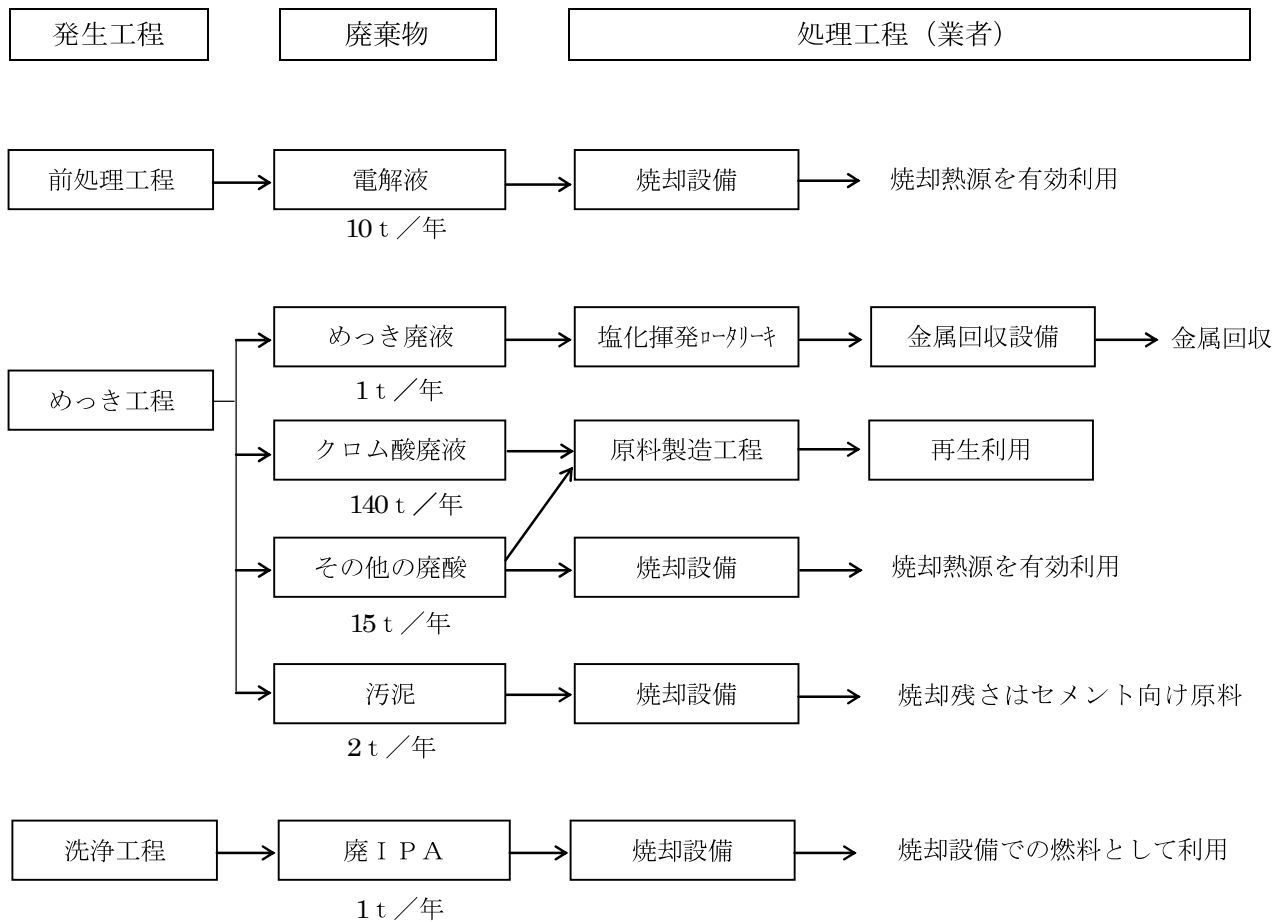 発生工程
廃棄物
処理工程（業者）
前処理工程
電解液
焼却設備
焼却熱源を有効利用
10ｔ／年
めっき工程
めっき廃液
塩化揮発ﾛｰﾀﾘｰｷ
金属回収設備
金属回収
1ｔ／年
クロム酸廃液
原料製造工程
再生利用
140ｔ／年
その他の廃酸
焼却設備
焼却熱源を有効利用
15ｔ／年
汚泥
焼却設備
焼却残さはセメント向け原料
2ｔ／年
洗浄工程
廃ＩＰＡ
焼却設備
焼却設備での燃料として利用
1ｔ／年